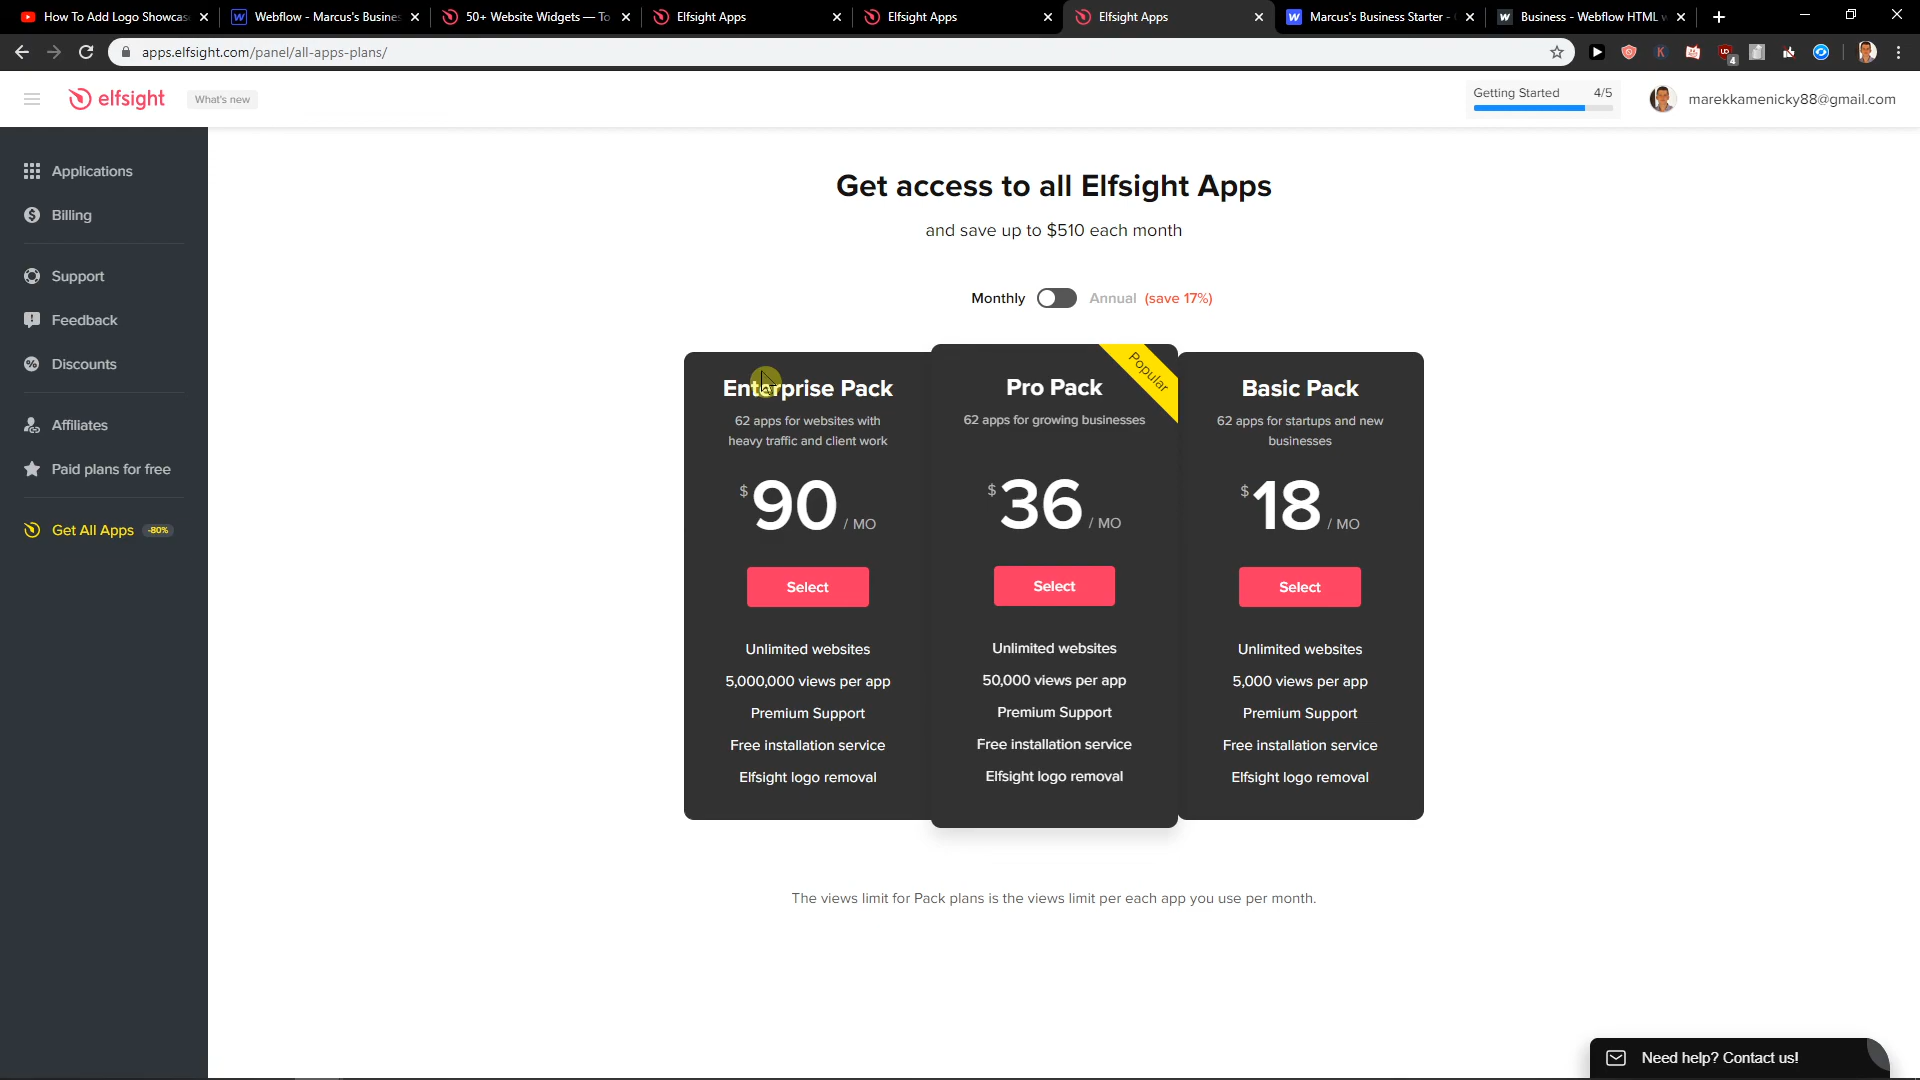 How To Add Logo Showcas
Webflow - Marcus's Busines
50+ Website Widgets — To
Elfsight Apps
Elfsight Apps
Elfsight Apps
Marcus's Business Starter -
Business - Webflow HTML w
apps.elfsight.com/panel/all-apps-plans/
4
elfsight
What's new
Getting Started 4/5
marekkamenicky88@gmail.com
Applications
Billing
Support
Feedback
Discounts
Affiliates
Paid plans for free
Get All Apps -80%
Get access to all Elfsight Apps
and save up to $510 each month
Monthly Annual (save 17%)
Enterprise Pack
62 apps for websites with
heavy traffic and client work
$90 / MO
Select
Unlimited websites
5,000,000 views per app
Premium Support
Free installation service
Elfsight logo removal
Popular
Pro Pack
62 apps for growing businesses
$36 / MO
Select
Unlimited websites
50,000 views per app
Premium Support
Free installation service
Elfsight logo removal
Basic Pack
62 apps for startups and new
businesses
$18 / MO
Select
Unlimited websites
5,000 views per app
Premium Support
Free installation service
Elfsight logo removal
The views limit for Pack plans is the views limit per each app you use per month.
Need help? Contact us!